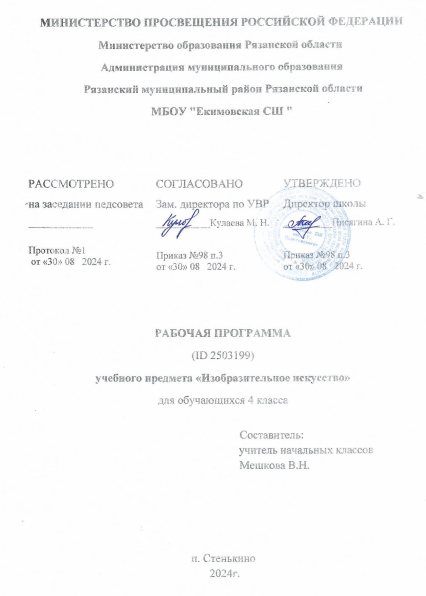 МИНИСТЕРСТВО ПРОСВЕЩЕНИЯ РОССИЙСКОЙ ФЕДЕРАЦИИ
Министерство образования Рязанской области
Администрация муниципального образования
Рязанский муниципальный район Рязанской области
МБОУ "Екимовская СШ "
РАССМОТРЕНО СОГЛАСОВАНО УТВЕРЖДЕНО
на заседании педсовета Зам. директора по УВР Директор школы
Кулаева М. Н. Писягина А. Г.
Протокол №1 Приказ №98 п.3 Приказ №98 п.3
от «30» 08 2024 г. от «30» 08 2024 г. от «30» 08 2024 г.
РАБОЧАЯ ПРОГРАММА
(ID 2503199)
учебного предмета «Изобразительное искусство»
для обучающихся 4 класса
Составитель:
учитель начальных классов
Мешкова В.Н.
п. Стенькино
2024г.